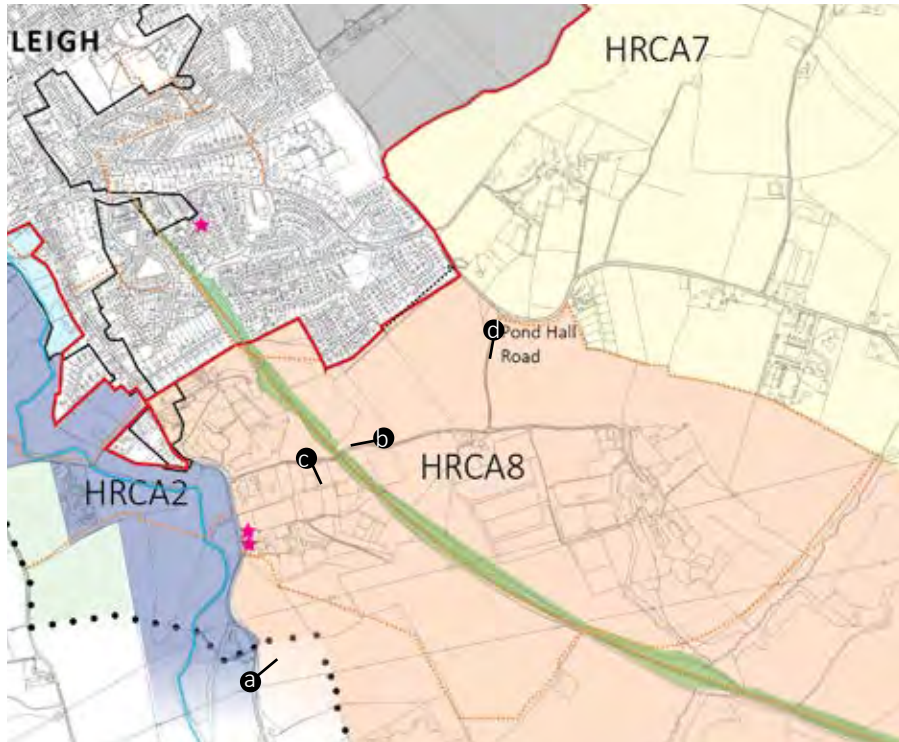 LEIGH
HRCA7
d
Pond Hall
Road
b
c
HRCA8
HRCA2
a